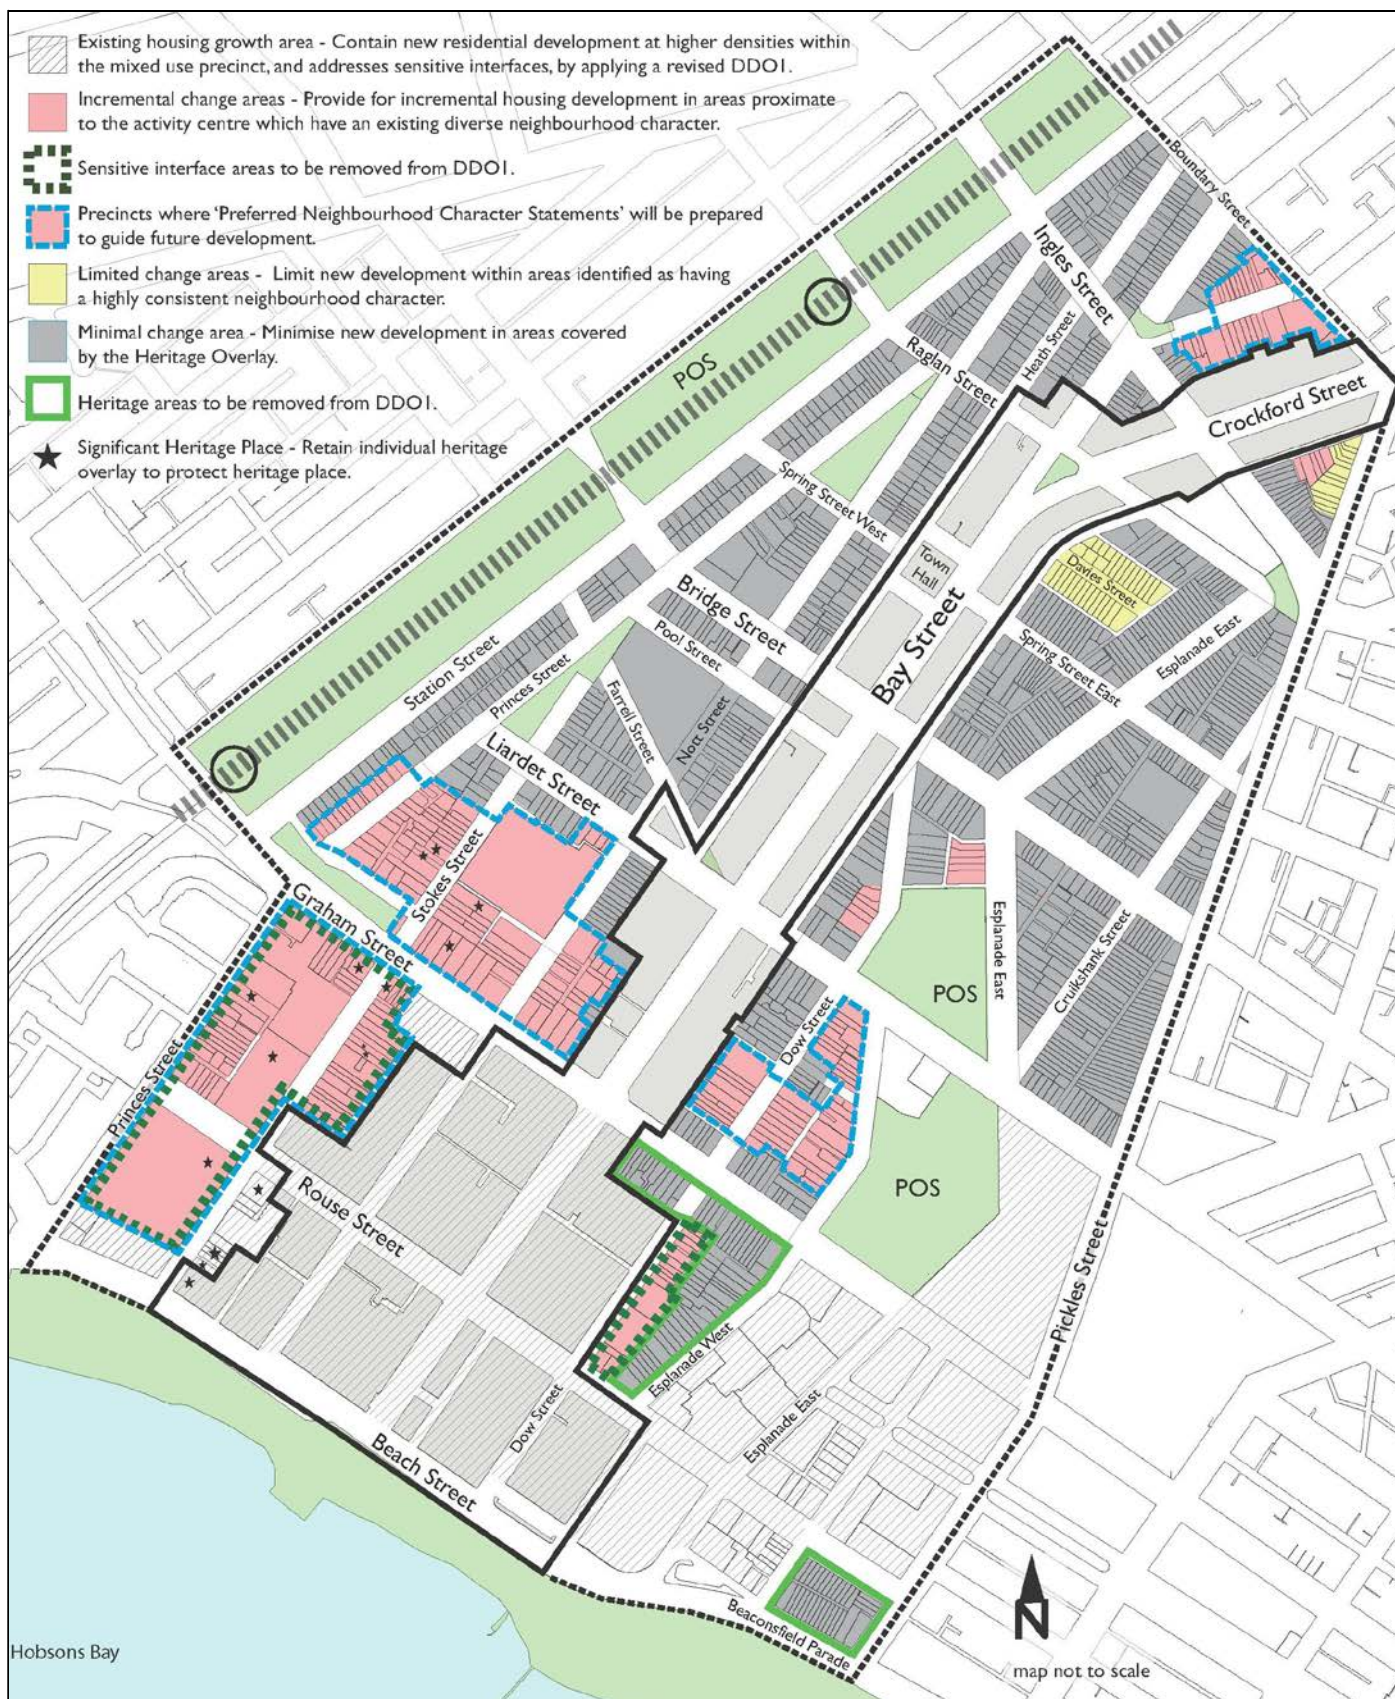 Existing housing growth area - Contain new residential development at higher densities within
the mixed use precinct, and addresses sensitive interfaces, by applying a revised DDO1.
Incremental change areas - Provide for incremental housing development in areas proximate
to the activity centre which have an existing diverse neighbourhood character.
Sensitive interface areas to be removed from DDO1.
Precincts where 'Preferred Neighbourhood Character Statements' will be prepared
to guide future development.
Limited change areas - Limit new development within areas identified as having
a highly consistent neighbourhood character.
Minimal change area - Minimise new development in areas covered
by the Heritage Overlay.
Heritage areas to be removed from DDO1.
Significant Heritage Place - Retain individual heritage
overlay to protect heritage place.
Boundary Street
Ingles Street
Heath Street
Raglan Street
POS
Crockford Street
Spring Street West
Town
Hall
Davies Street
Bridge Street
Pool Street
Bay Street
Spring Street East
Esplanade East
Station Street
Princes Street
Farrell Street
Nott Street
Liardet Street
Stokes Street
Graham Street
Esplanade East
Cruikshank Street
POS
Dow Street
Princes Street
POS
Rouse Street
Pickles Street
Esplanade West
Esplanade East
Dow Street
Beach Street
Beaconsfield Parade
N
map not to scale
Hobsons Bay